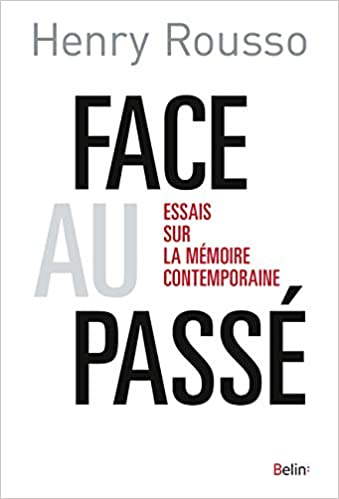 Henry Rousso
FACE
AU
ESSAIS
SUR
LA MÉMOIRE
CONTEMPORAINE
PASSÉ
Belin: